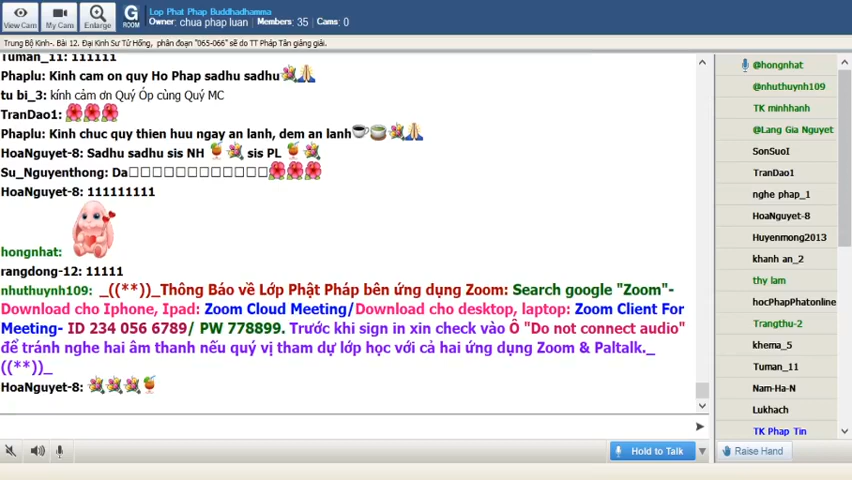 View Cam
My Cam
Enlarge
G
ROOM
Lop Phat Phap Buddhadhamma
Owner: chua phap luan / Members: 35 / Cams: 0
Trung Bộ Kinh-. Bài 12. Đại Kinh Sư Tử Hống, phân đoạn "065-066" sẽ do TT Pháp Tân giảng giải.
Tuman_11: 111111
Phaplu: Kinh cam on quy Ho Phap sadhu sadhu
tu bi_3: kính cảm ơn Quý Óp cùng Quý MC
TranDao1:
Phaplu: Kinh chuc quy thien huu ngay an lanh, dem an lanh
HoaNguyet-8: Sadhu sadhu sis NH sis PL
Su_Nguyenthong: Da□□□□□□□□□□□□
HoaNguyet-8: 111111111
hongnhat:
rangdong-12: 11111
nhuthuynh109: _((**))_Thông Báo về Lớp Phật Pháp bên ứng dụng Zoom: Search google "Zoom"-
Download cho Iphone, Ipad: Zoom Cloud Meeting/Download cho desktop, laptop: Zoom Client For
Meeting- ID 234 056 6789/ PW 778899. Trước khi sign in xin check vào Ô "Do not connect audio"
để tránh nghe hai âm thanh nếu quý vị tham dự lớp học với cả hai ứng dụng Zoom & Paltalk._
((**))_
HoaNguyet-8:
Hold to Talk
@hongnhat
@nhuthuynh109
TK minhhanh
@Lang Gia Nguyet
SonSuoI
TranDao1
nghe phap_1
HoaNguyet-8
Huyenmong2013
khanh an_2
thy lam
hocPhapPhatonline
Trangthu-2
khema_5
Tuman_11
Nam-Ha-N
Lukhach
TK Phap Tin
Raise Hand